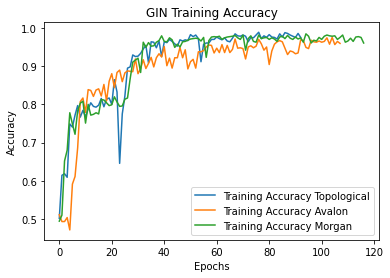 GIN Training Accuracy
Accuracy
1.0
0.9
0.8
0.7
0.6
0.5
Training Accuracy Topological
Training Accuracy Avalon
Training Accuracy Morgan
0 20 40 60 80 100 120
Epochs